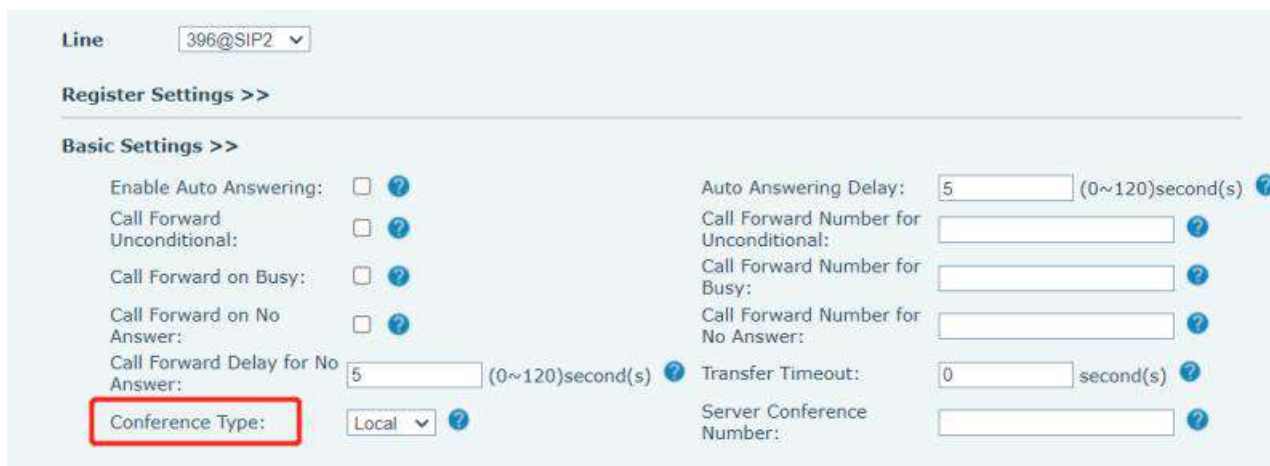 Line 396@SIP2
Register Settings >>
Basic Settings >>
Enable Auto Answering: ? Auto Answering Delay: 5 (0~120)second(s) ?
Call Forward Unconditional: ? Call Forward Number for Unconditional: ?
Call Forward on Busy: ? Call Forward Number for Busy: ?
Call Forward on No Answer: ? Call Forward Number for No Answer: ?
Call Forward Delay for No Answer: 5 (0~120)second(s) ? Transfer Timeout: 0 second(s) ?
Conference Type: Local ? Server Conference Number: ?